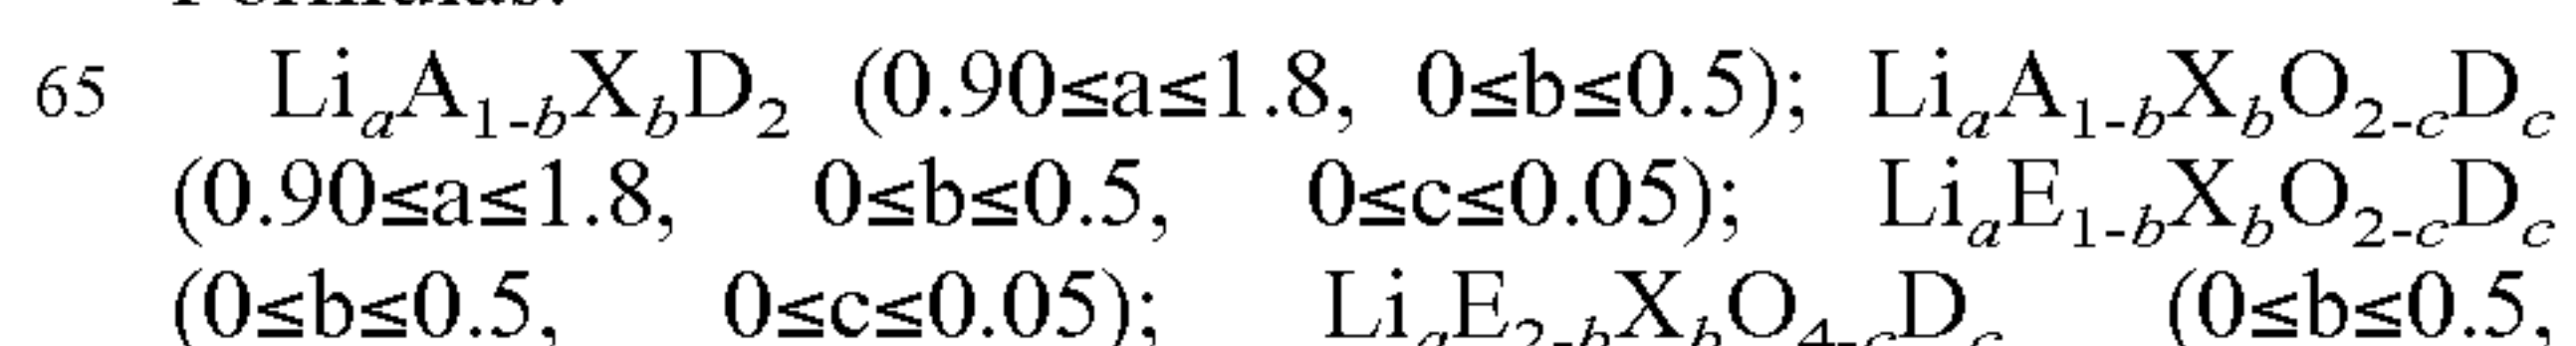 65 LiₐA₁₋bXbD₂ (0.90≤a≤1.8, 0≤b≤0.5); LiₐA₁₋bXbO₂₋cDc
(0.90≤a≤1.8, 0≤b≤0.5, 0≤c≤0.05); LiₐE₁₋bXbO₂₋cDc
(0≤b≤0.5, 0≤c≤0.05); LiₐE₂₋bXbO₄₋cDc (0≤b≤0.5,